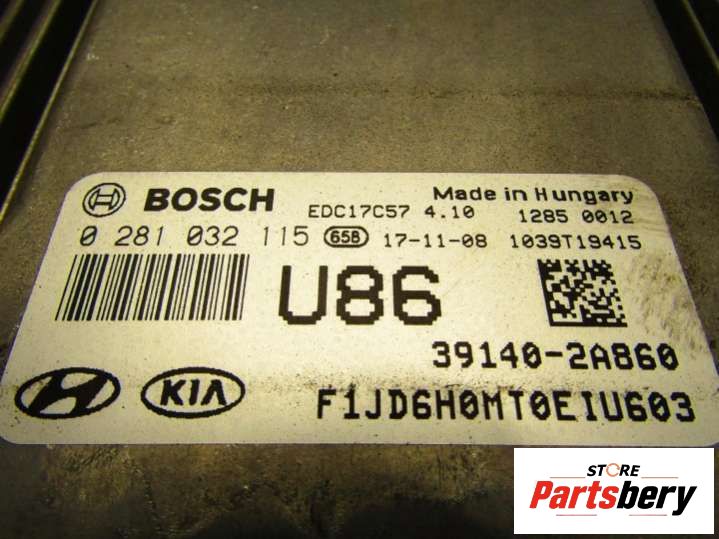 BOSCH
Made in Hungary
EDC17C57 4.10 1285 0012
0 281 032 115 65B 17-11-08 1039T19415
U86
39140-2A860
KIA
F1JD6H0MT0EIU603
STORE
Partsbery